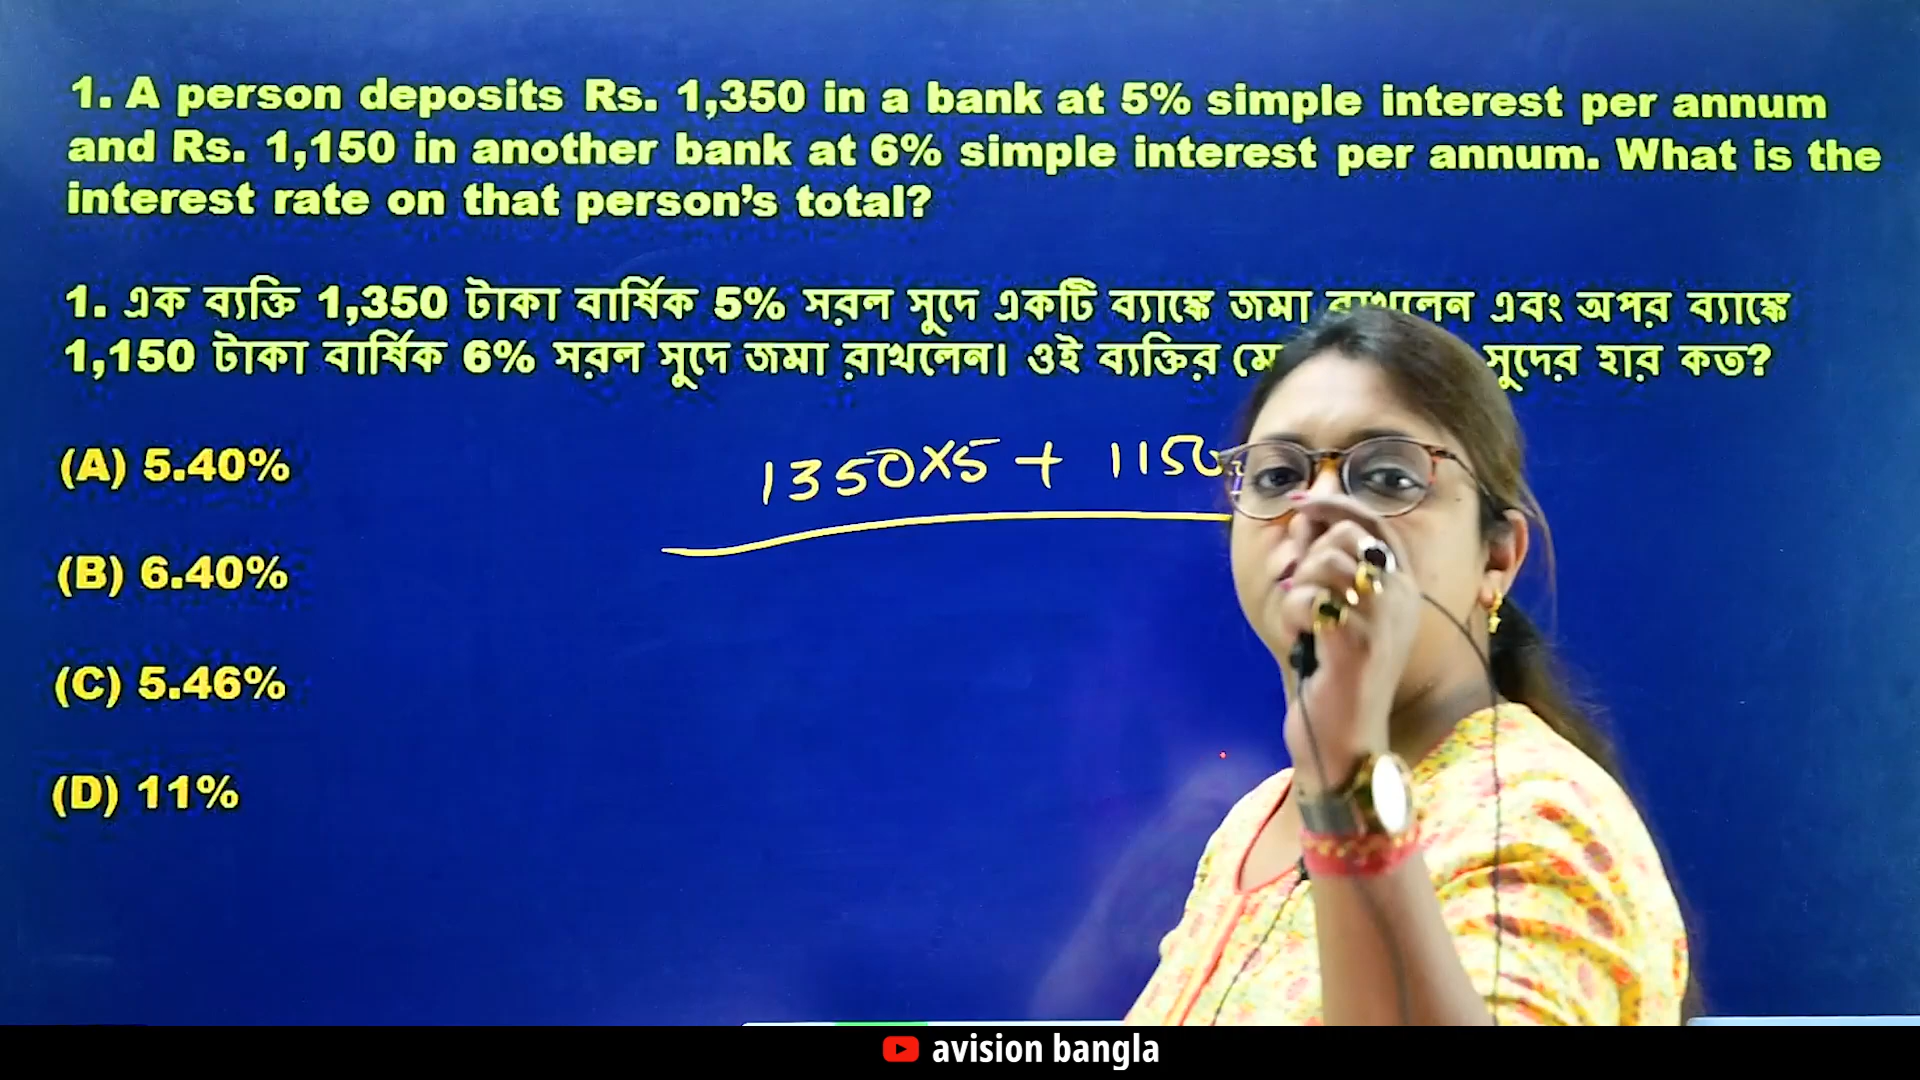 1. A person deposits Rs. 1,350 in a bank at 5% simple interest per annum
and Rs. 1,150 in another bank at 6% simple interest per annum. What is the
interest rate on that person’s total?
1. এক ব্যক্তি 1,350 টাকা বার্ষিক 5% সরল সুদে একটি ব্যাঙ্কে জমা রাখলেন এবং অপর ব্যাঙ্কে
1,150 টাকা বার্ষিক 6% সরল সুদে জমা রাখলেন। ওই ব্যক্তির সুদের হার কত?
1350×5 + 1150
(A) 5.40%
(B) 6.40%
(C) 5.46%
(D) 11%
avision bangla